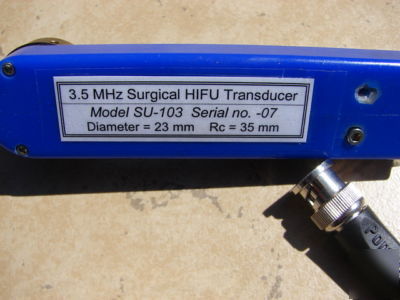 3.5 MHz Surgical HIFU Transducer
Model SU-103 Serial no. -07
Diameter = 23 mm Rc = 35 mm